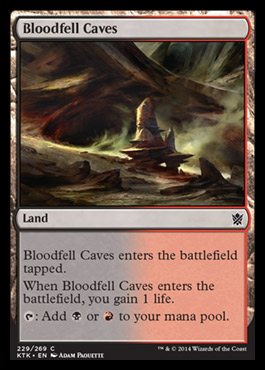 Bloodfell Caves
Land
Bloodfell Caves enters the battlefield
tapped.
When Bloodfell Caves enters the
battlefield, you gain 1 life.
: Add or to your mana pool.
229/269 C
KTK • EN ADAM PAQUETTE
™ & © 2014 Wizards of the Coast